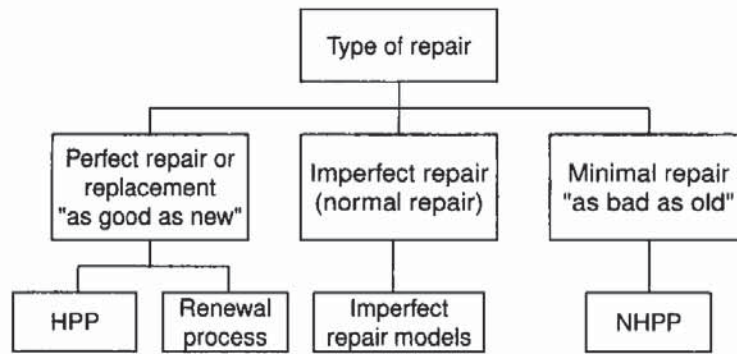 Type of repair
Perfect repair or
replacement
"as good as new"
Imperfect repair
(normal repair)
Minimal repair
"as bad as old"
HPP
Renewal
process
Imperfect
repair models
NHPP